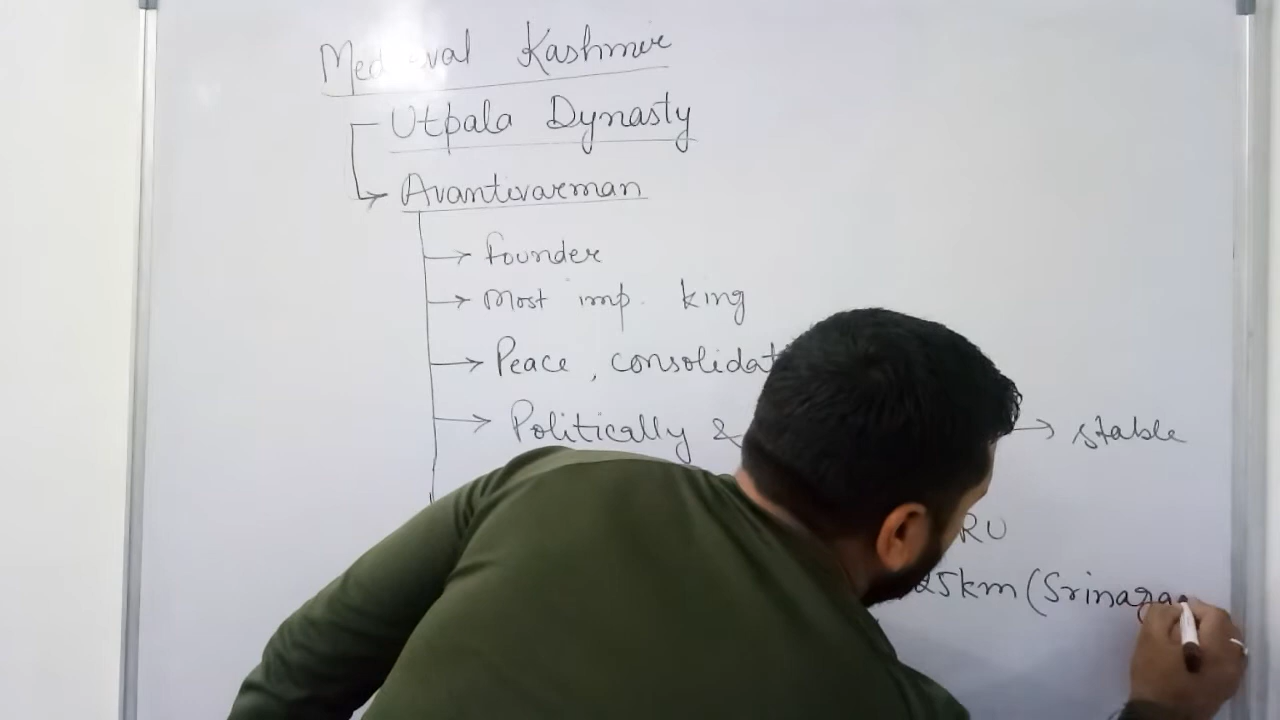 Medieval Kashmir
Utpala Dynasty
Avantivarman
founder
Most imp. king
Peace, consolidat
Politically & stable
RU
25km (Srinaga